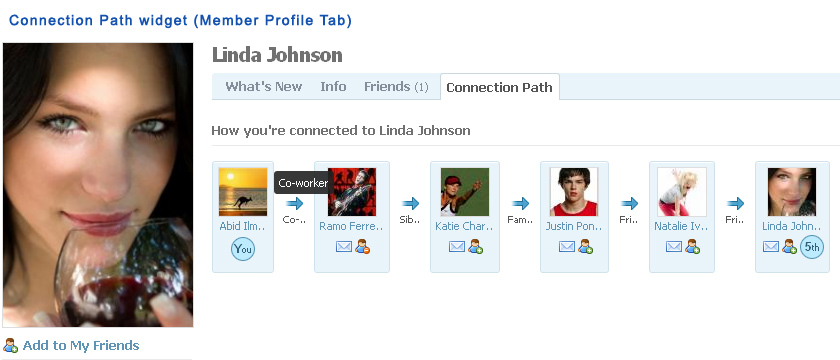 Connection Path widget (Member Profile Tab)
Linda Johnson
What's New Info Friends (1) Connection Path
How you're connected to Linda Johnson
Co-worker
Abid Ilm.. Co-.. Ramo Ferre.. Sib.. Katie Char.. Fam.. Justin Pon.. Fri.. Natalie Iv.. Fri.. Linda John..
You 5th
Add to My Friends